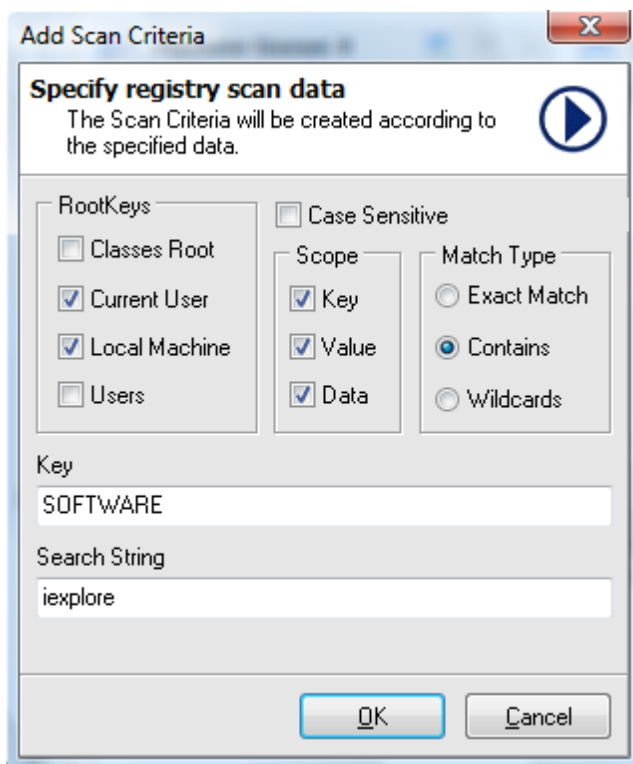 Add Scan Criteria
Specify registry scan data
The Scan Criteria will be created according to
the specified data.
RootKeys
Classes Root
Current User
Local Machine
Users
Case Sensitive
Scope
Key
Value
Data
Match Type
Exact Match
Contains
Wildcards
Key
SOFTWARE
Search String
iexplore
OK
Cancel